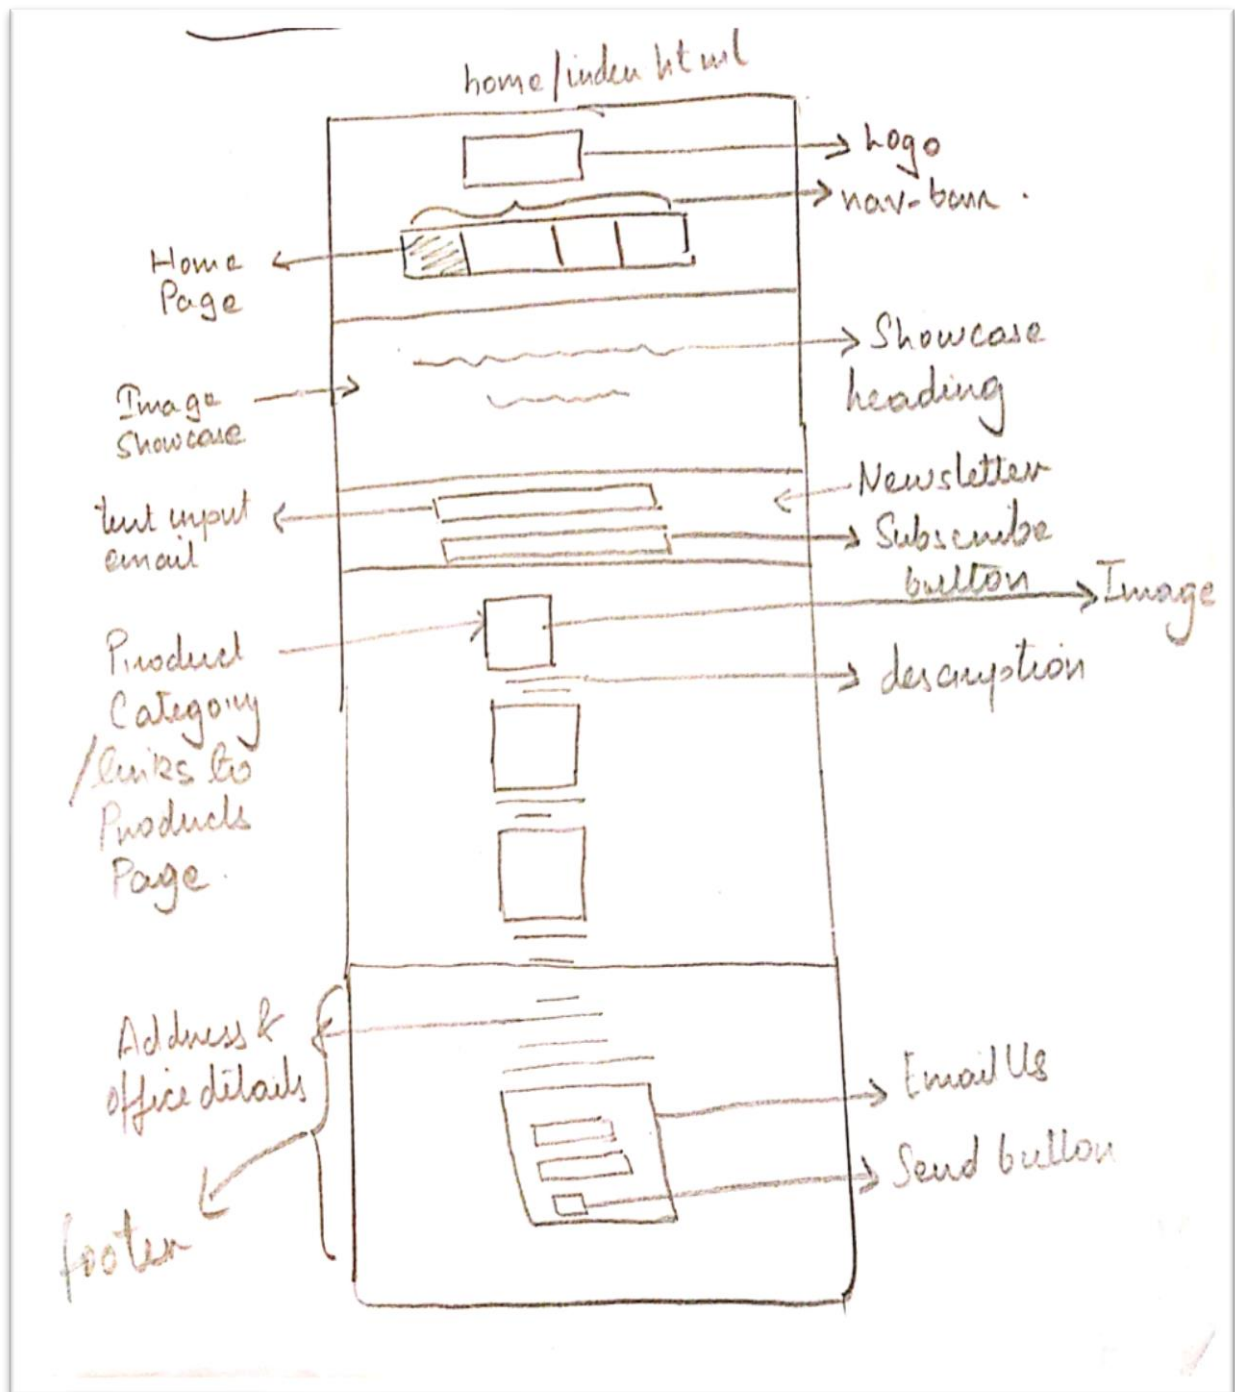 home/index html
Logo
nav-barr.
Home
Page
Showcase
heading
Image
Showcase
Newsletter
text input
email
Subscribe
button
Image
Product
Category
/links to
Products
Page.
description
Address &
office details
Email Us
Send button
footer